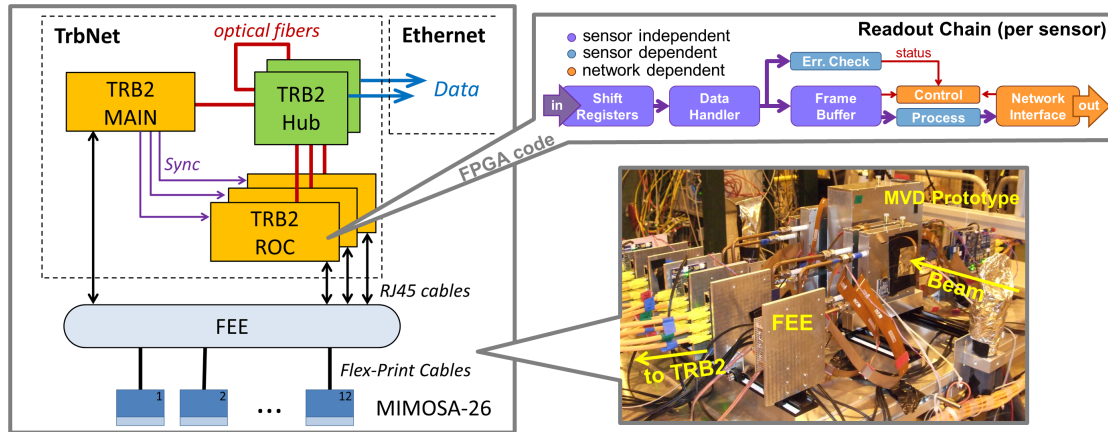 TrbNet
optical fibers
Ethernet
TRB2
MAIN
TRB2
Hub
Data
Sync
TRB2
ROC
RJ45 cables
FEE
Flex-Print Cables
1
2
...
12
MIMOSA-26
FPGA code
Readout Chain (per sensor)
sensor independent
sensor dependent
network dependent
Err. Check
status
in
Shift
Registers
Data
Handler
Frame
Buffer
Control
Process
Network
Interface
out
MVD Prototype
Beam
FEE
to TRB2